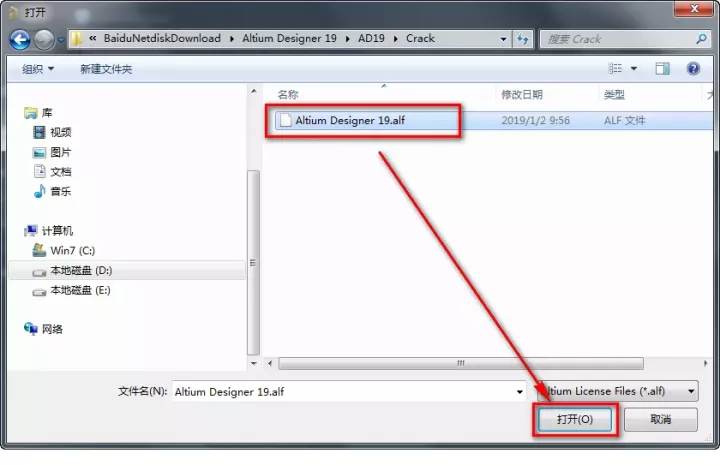 打开
« BaiduNetdiskDownload ▸ Altium Designer 19 ▸ AD19 ▸ Crack
搜索 Crack
组织 新建文件夹
名称 修改日期 类型 大
Altium Designer 19.alf 2019/1/2 9:56 ALF 文件
库
视频
图片
文档
音乐
计算机
Win7 (C:)
本地磁盘 (D:)
本地磁盘 (E:)
网络
文件名(N): Altium Designer 19.alf
Altium License Files (*.alf)
打开(O) 取消